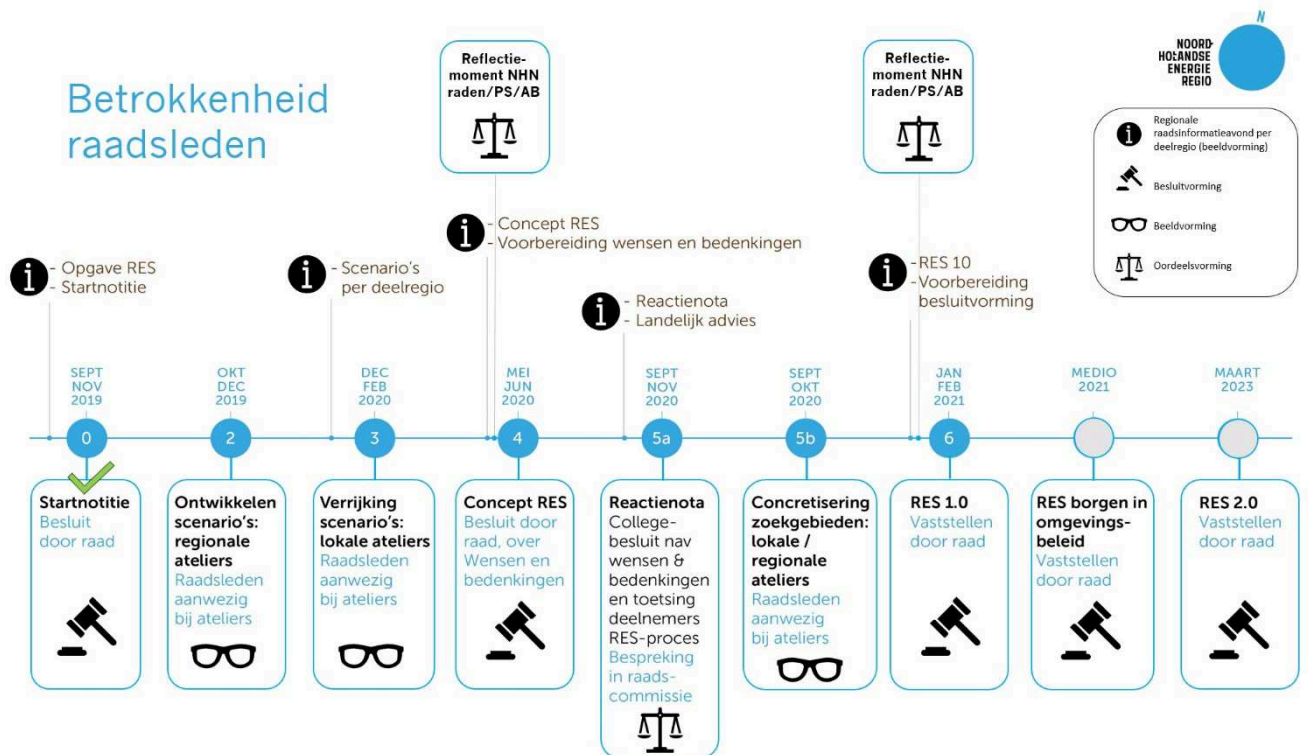 Betrokkenheid
raadsleden
Reflectie-
moment NHN
raden/PS/AB
Reflectie-
moment NHN
raden/PS/AB
N
NOORD-
HOLLANDSE
ENERGIE
REGIO
i
Regionale
raadsinformatieavond per
deelregio (beeldvorming)
Besluitvorming
Beeldvorming
Oordeelsvorming
i
- Opgave RES
- Startnotitie
i
- Scenario's
per deelregio
i
- Concept RES
- Voorbereiding wensen en bedenkingen
i
- Reactienota
- Landelijk advies
i
- RES 10
- Voorbereiding
besluitvorming
SEPT
NOV
2019
OKT
DEC
2019
DEC
FEB
2020
MEI
JUN
2020
SEPT
NOV
2020
SEPT
OKT
2020
JAN
FEB
2021
MEDIO
2021
MAART
2023
0
2
3
4
5a
5b
6
Startnotitie
Besluit
door raad
Ontwikkelen
scenario's:
regionale
ateliers
Raadsleden
aanwezig
bij ateliers
Verrijking
scenario's:
lokale ateliers
Raadsleden
aanwezig
bij ateliers
Concept RES
Besluit door
raad, over
Wensen en
bedenkingen
Reactienota
College-
besluit nav
wensen &
bedenkingen
en toetsing
deelnemers
RES-proces
Bespreking
in raads-
commissie
Concretisering
zoekgebieden:
lokale /
regionale
ateliers
Raadsleden
aanwezig
bij ateliers
RES 1.0
Vaststellen
door raad
RES borgen in
omgevings-
beleid
Vaststellen
door raad
RES 2.0
Vaststellen
door raad